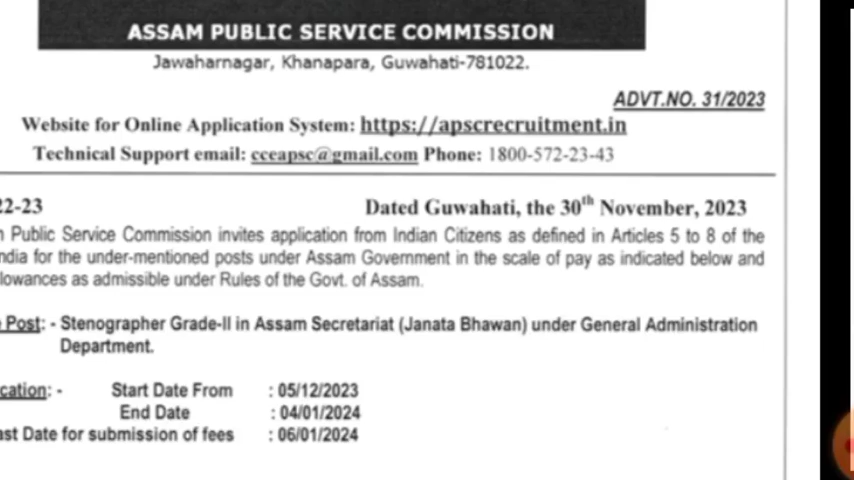 ASSAM PUBLIC SERVICE COMMISSION
Jawaharnagar, Khanapara, Guwahati-781022.
ADVT.NO. 31/2023
Website for Online Application System: https://apscrecruitment.in
Technical Support email: cceapsc@gmail.com Phone: 1800-572-23-43
22-23 Dated Guwahati, the 30th November, 2023
Public Service Commission invites application from Indian Citizens as defined in Articles 5 to 8 of the
for the under-mentioned posts under Assam Government in the scale of pay as indicated below and
as admissible under Rules of the Govt. of Assam.
Post: - Stenographer Grade-II in Assam Secretariat (Janata Bhawan) under General Administration
Department.
cation: - Start Date From : 05/12/2023
End Date : 04/01/2024
Date for submission of fees : 06/01/2024